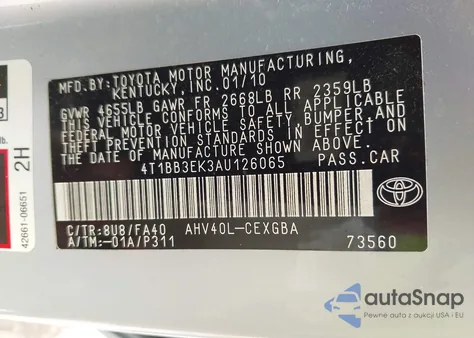 MFD.BY:TOYOTA MOTOR MANUFACTURING,
KENTUCKY, INC.01/10
GVWR 4655LB GAWR FR 2668LB RR 2359LB
THIS VEHICLE CONFORMS TO ALL APPLICABLE
FEDERAL MOTOR VEHICLE SAFETY, BUMPER, AND
THEFT PREVENTION STANDARDS IN EFFECT ON
THE DATE OF MANUFACTURE SHOWN ABOVE.
4T1BB3EK3AU126065 PASS.CAR
C/TR:8U8/FA40 AHV40L-CEXGBA
A/TM:-01A/P311 73560
TOYOTA
lb.
2H
42661-06651
autoSnap
Pewne auta z aukcji USA i EU